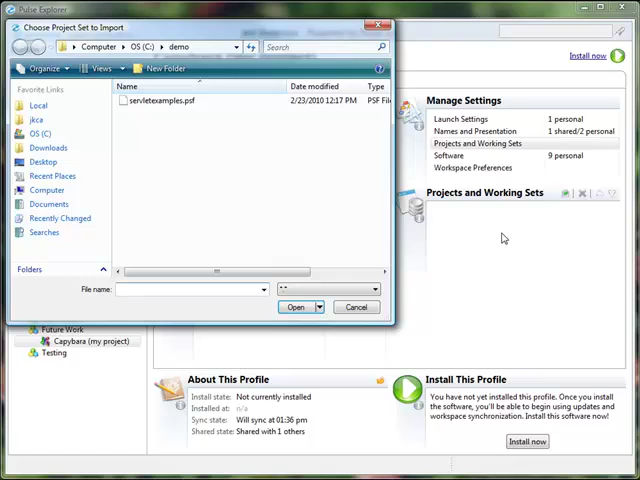 Pulse Explorer
Choose Project Set to Import
Computer ▸ OS (C:) ▸ demo
Search
Organize
Views
New Folder
Install now
Favorite Links
Local
jkca
OS (C:)
Downloads
Desktop
Recent Places
Computer
Documents
Recently Changed
Searches
Folders
Name
Date modified
Type
servletexamples.psf
2/23/2010 12:17 PM
PSF File
File name:
*.*
Open
Cancel
Manage Settings
Launch Settings 1 personal
Names and Presentation 1 shared/2 personal
Projects and Working Sets
Software 9 personal
Workspace Preferences
Projects and Working Sets
Future Work
Capybara (my project)
Testing
About This Profile
Install state: Not currently installed
Installed at: n/a
Sync state: Will sync at 01:36 pm
Shared state: Shared with 1 others
Install This Profile
You have not yet installed this profile. Once you install
the software, you'll be able to begin using updates and
workspace synchronization. Install this software now!
Install now